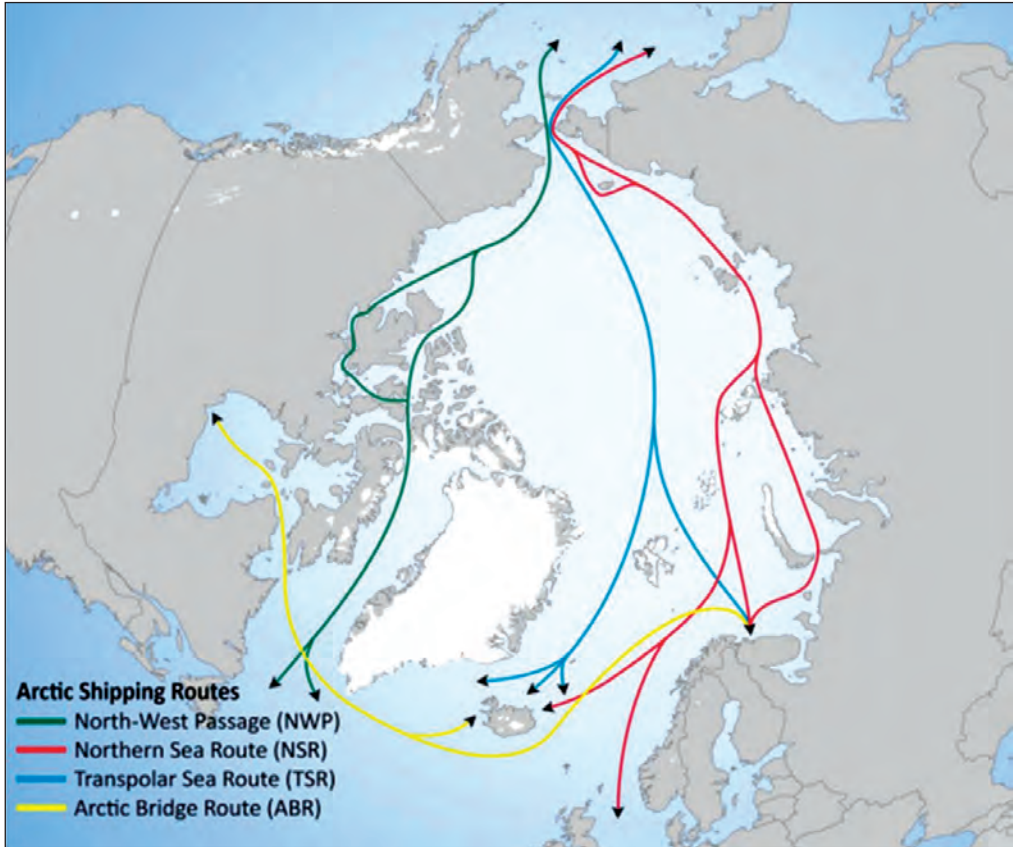 Arctic Shipping Routes
North-West Passage (NWP)
Northern Sea Route (NSR)
Transpolar Sea Route (TSR)
Arctic Bridge Route (ABR)